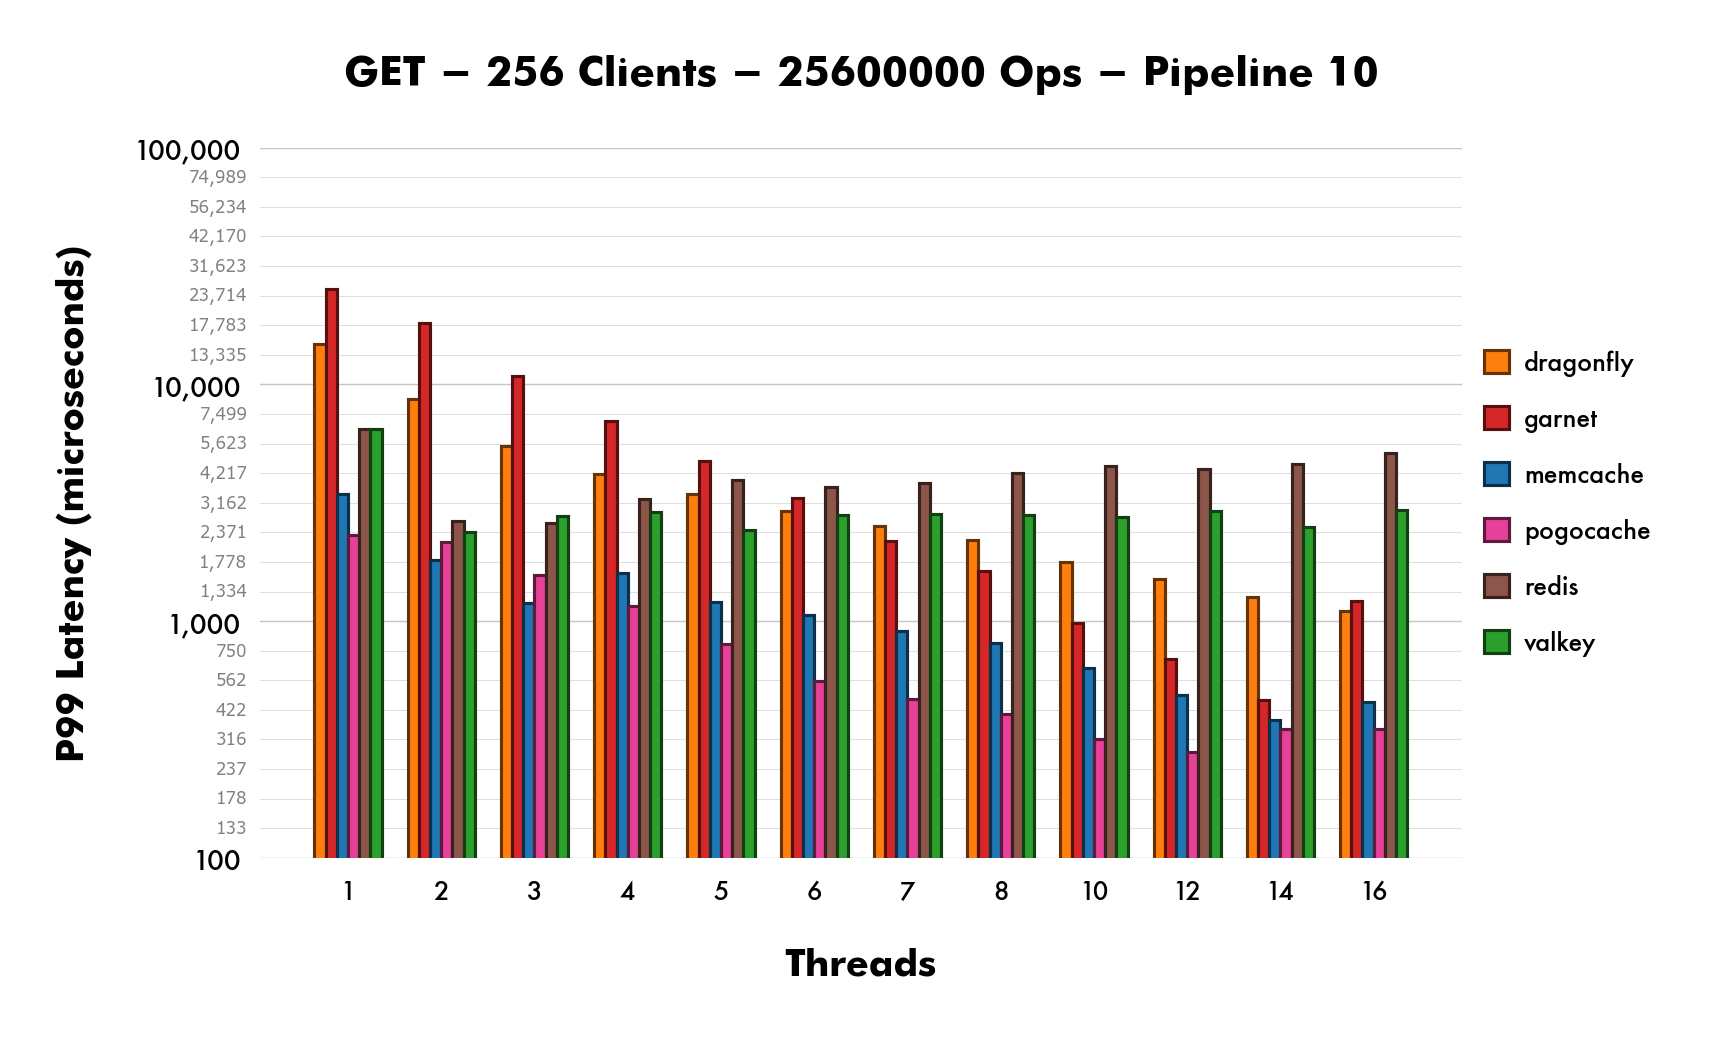 GET – 256 Clients – 25600000 Ops – Pipeline 10
P99 Latency (microseconds)
100,000
74,989
56,234
42,170
31,623
23,714
17,783
13,335
10,000
7,499
5,623
4,217
3,162
2,371
1,778
1,334
1,000
750
562
422
316
237
178
133
100
1 2 3 4 5 6 7 8 10 12 14 16
Threads
dragonfly
garnet
memcache
pogocache
redis
valkey